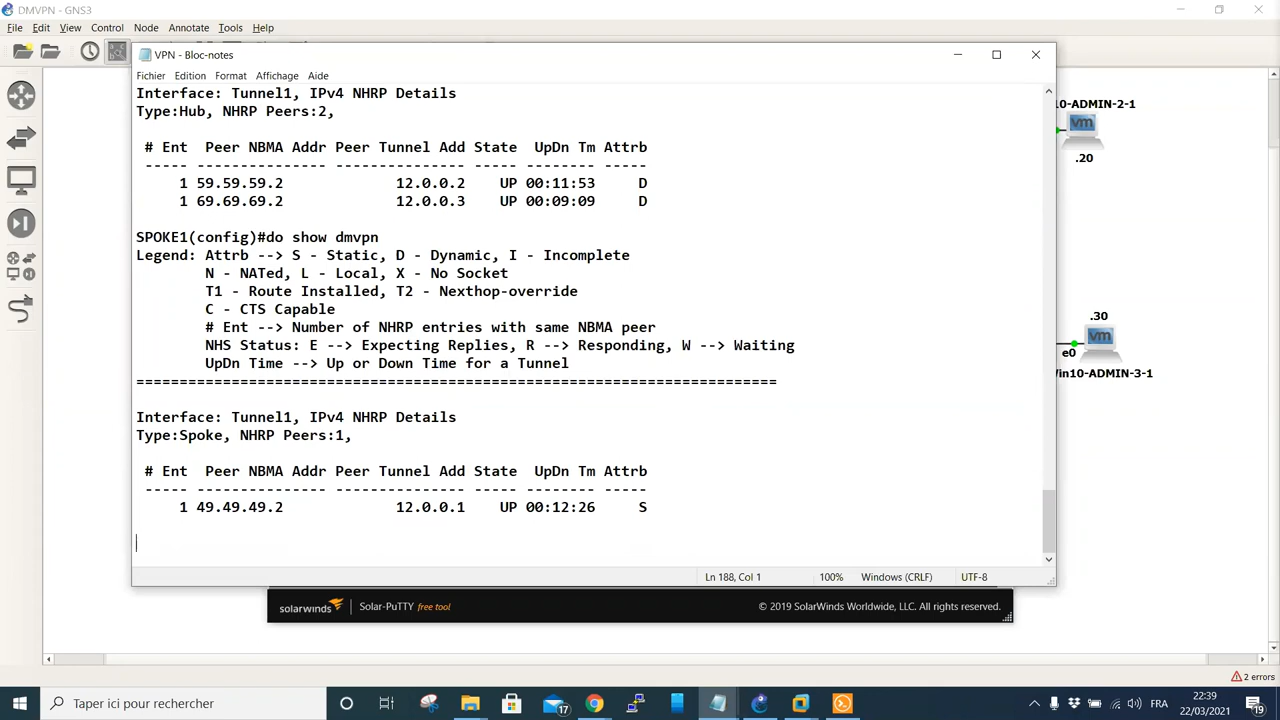 DMVPN - GNS3
File Edit View Control Node Annotate Tools Help
VPN - Bloc-notes
Fichier Edition Format Affichage Aide
Interface: Tunnel1, IPv4 NHRP Details
Type:Hub, NHRP Peers:2,
# Ent Peer NBMA Addr Peer Tunnel Add State UpDn Tm Attrb
----- --------------- --------------- ----- -------- -----
1 59.59.59.2 12.0.0.2 UP 00:11:53 D
1 69.69.69.2 12.0.0.3 UP 00:09:09 D
SPOKE1(config)#do show dmvpn
Legend: Attrb --> S - Static, D - Dynamic, I - Incomplete
N - NATed, L - Local, X - No Socket
T1 - Route Installed, T2 - Nexthop-override
C - CTS Capable
# Ent --> Number of NHRP entries with same NBMA peer
NHS Status: E --> Expecting Replies, R --> Responding, W --> Waiting
UpDn Time --> Up or Down Time for a Tunnel
==========================================================================
Interface: Tunnel1, IPv4 NHRP Details
Type:Spoke, NHRP Peers:1,
# Ent Peer NBMA Addr Peer Tunnel Add State UpDn Tm Attrb
----- --------------- --------------- ----- -------- -----
1 49.49.49.2 12.0.0.1 UP 00:12:26 S
Ln 188, Col 1 100% Windows (CRLF) UTF-8
10-ADMIN-2-1
vm
.20
.30
vm
e0
in10-ADMIN-3-1
solarwinds Solar-PuTTY free tool © 2019 SolarWinds Worldwide, LLC. All rights reserved.
2 errors
Taper ici pour rechercher
17
FR
22:39
22/03/2021
19